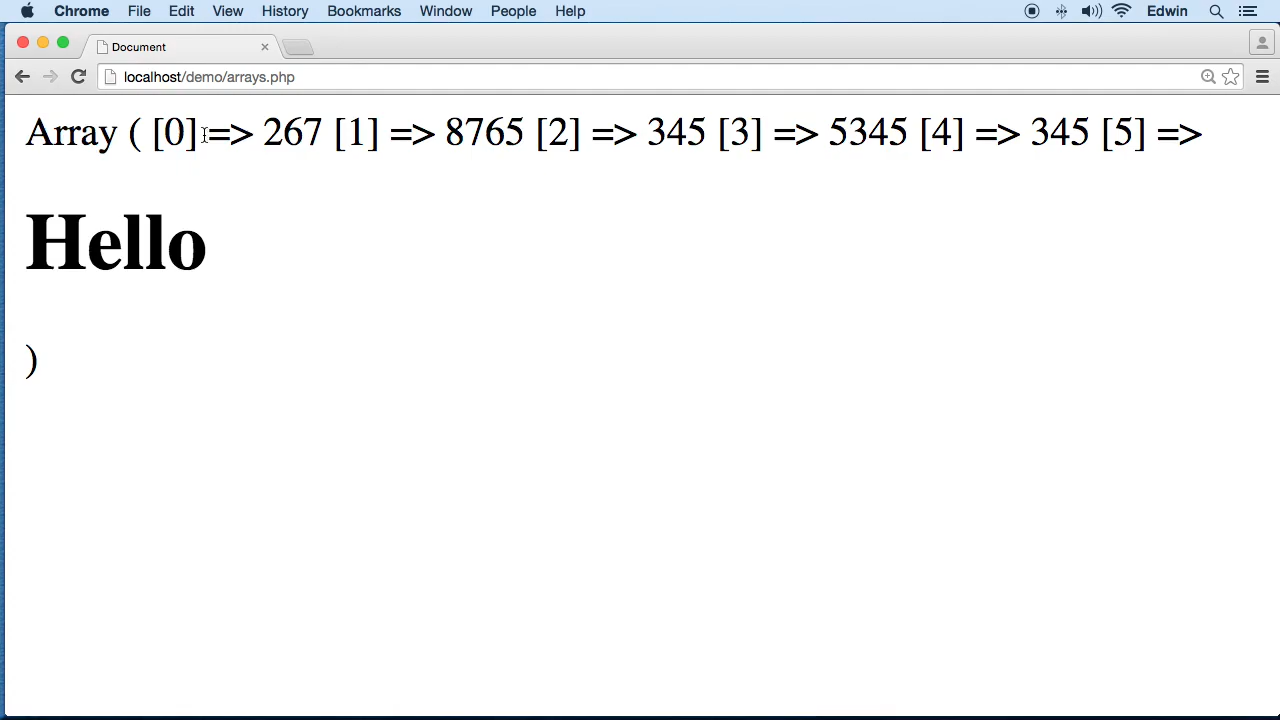 Chrome File Edit View History Bookmarks Window People Help Edwin
Document
localhost/demo/arrays.php
Array ( [0] => 267 [1] => 8765 [2] => 345 [3] => 5345 [4] => 345 [5] =>
Hello
)